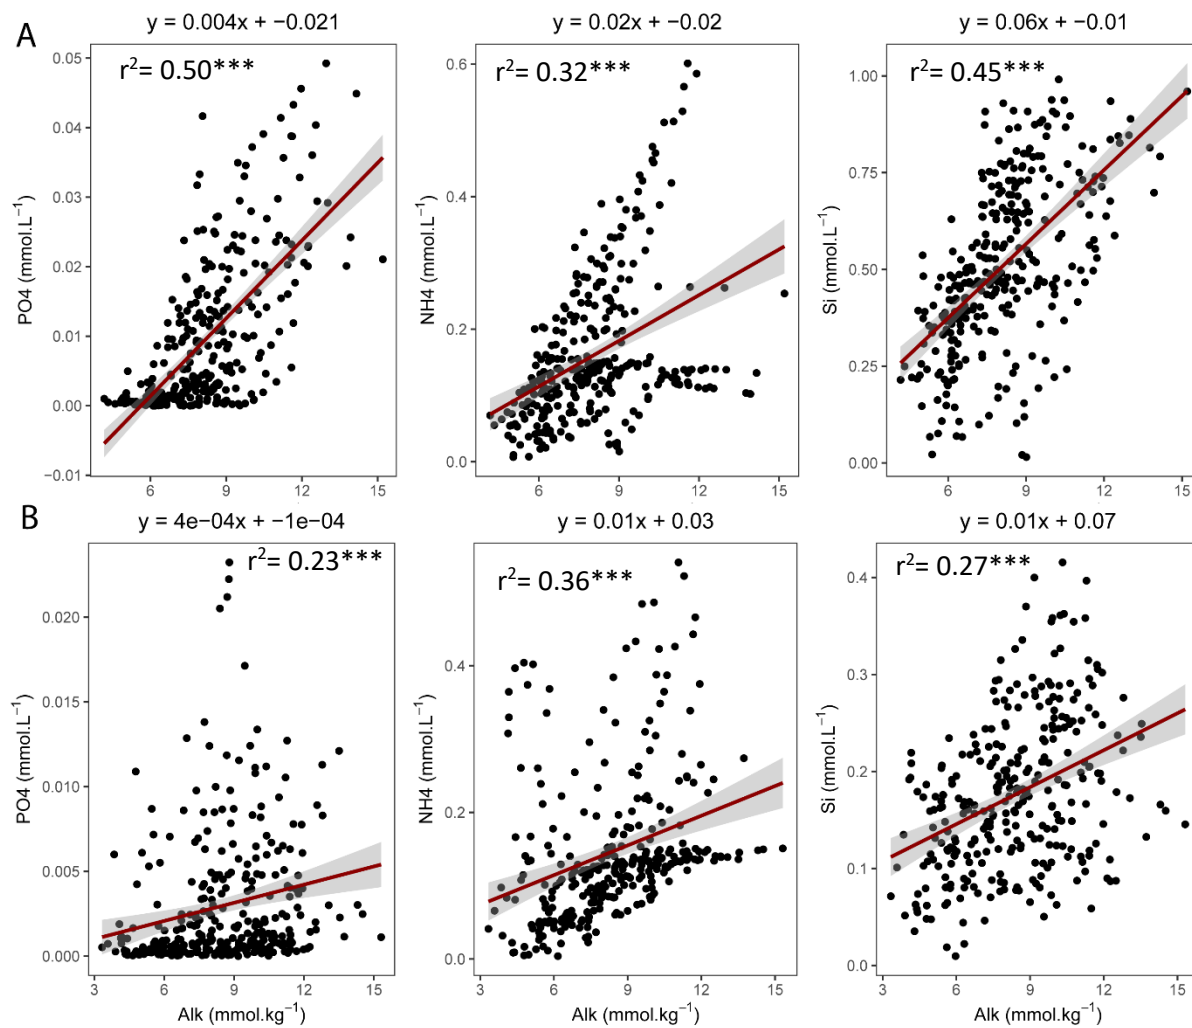 A
y = 0.004x + −0.021
y = 0.02x + −0.02
y = 0.06x + −0.01
r²= 0.50***
r²= 0.32***
r²= 0.45***
PO4 (mmol.L⁻¹)
0.05
0.04
0.03
0.02
0.01
0.00
−0.01
6
9
12
15
NH4 (mmol.L⁻¹)
0.6
0.4
0.2
0.0
6
9
12
15
Si (mmol.L⁻¹)
1.00
0.75
0.50
0.25
0.00
6
9
12
15
B
y = 4e−04x + −1e−04
y = 0.01x + 0.03
y = 0.01x + 0.07
r²= 0.23***
r²= 0.36***
r²= 0.27***
PO4 (mmol.L⁻¹)
0.020
0.015
0.010
0.005
0.000
3
6
9
12
15
Alk (mmol.kg⁻¹)
NH4 (mmol.L⁻¹)
0.4
0.2
0.0
3
6
9
12
15
Alk (mmol.kg⁻¹)
Si (mmol.L⁻¹)
0.4
0.3
0.2
0.1
0.0
3
6
9
12
15
Alk (mmol.kg⁻¹)